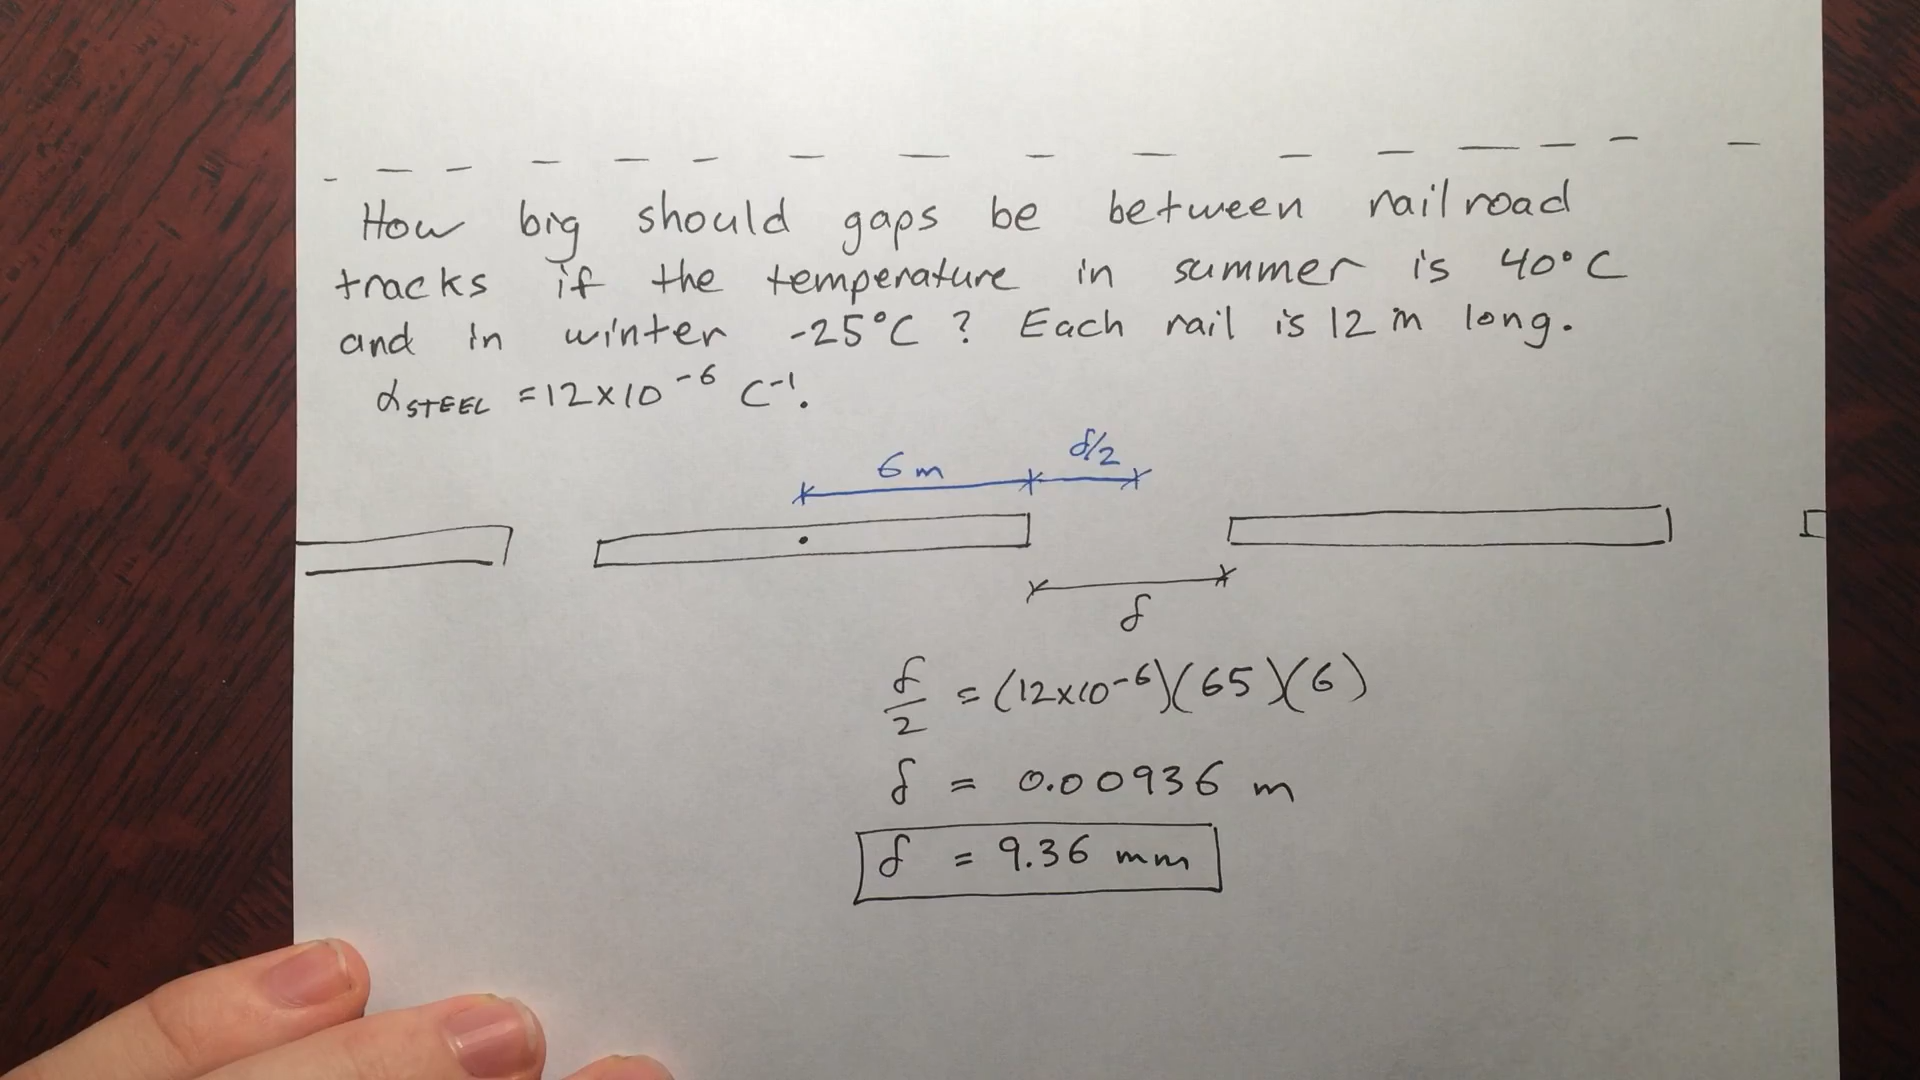 How big should gaps be between railroad
tracks if the temperature in summer is 40°C
and in winter -25°C? Each rail is 12 m long.
αSTEEL = 12×10⁻⁶ C⁻¹.
6 m δ/2
δ
δ/2 = (12×10⁻⁶)(65)(6)
δ = 0.00936 m
δ = 9.36 mm